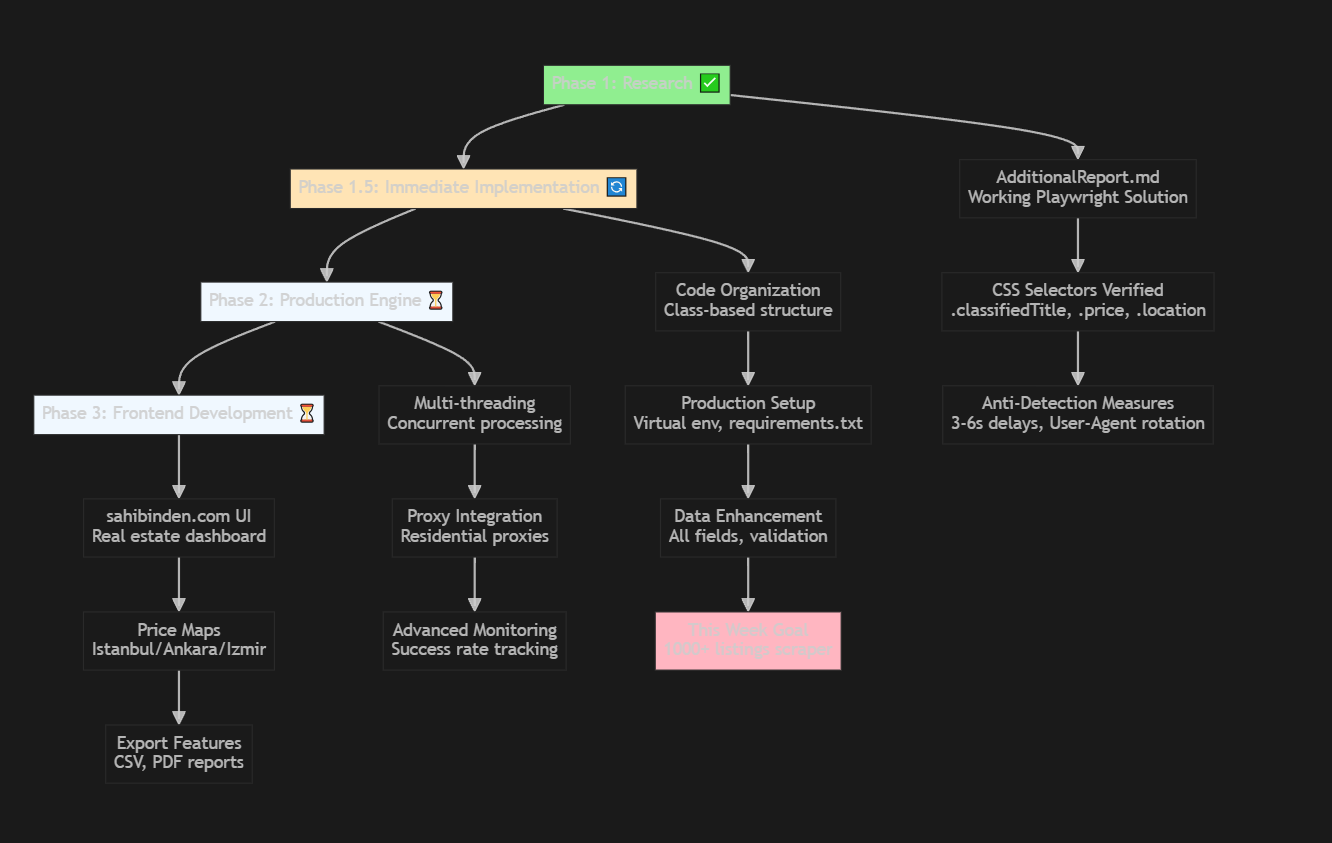 Phase 1: Research ✅
Phase 1.5: Immediate Implementation 🔄
AdditionalReport.md
Working Playwright Solution
Phase 2: Production Engine ⏳
Code Organization
Class-based structure
CSS Selectors Verified
.classifiedTitle, .price, .location
Phase 3: Frontend Development ⏳
Multi-threading
Concurrent processing
Production Setup
Virtual env, requirements.txt
Anti-Detection Measures
3-6s delays, User-Agent rotation
sahibinden.com UI
Real estate dashboard
Proxy Integration
Residential proxies
Data Enhancement
All fields, validation
Price Maps
Istanbul/Ankara/Izmir
Advanced Monitoring
Success rate tracking
This Week Goal
1000+ listings scraper
Export Features
CSV, PDF reports